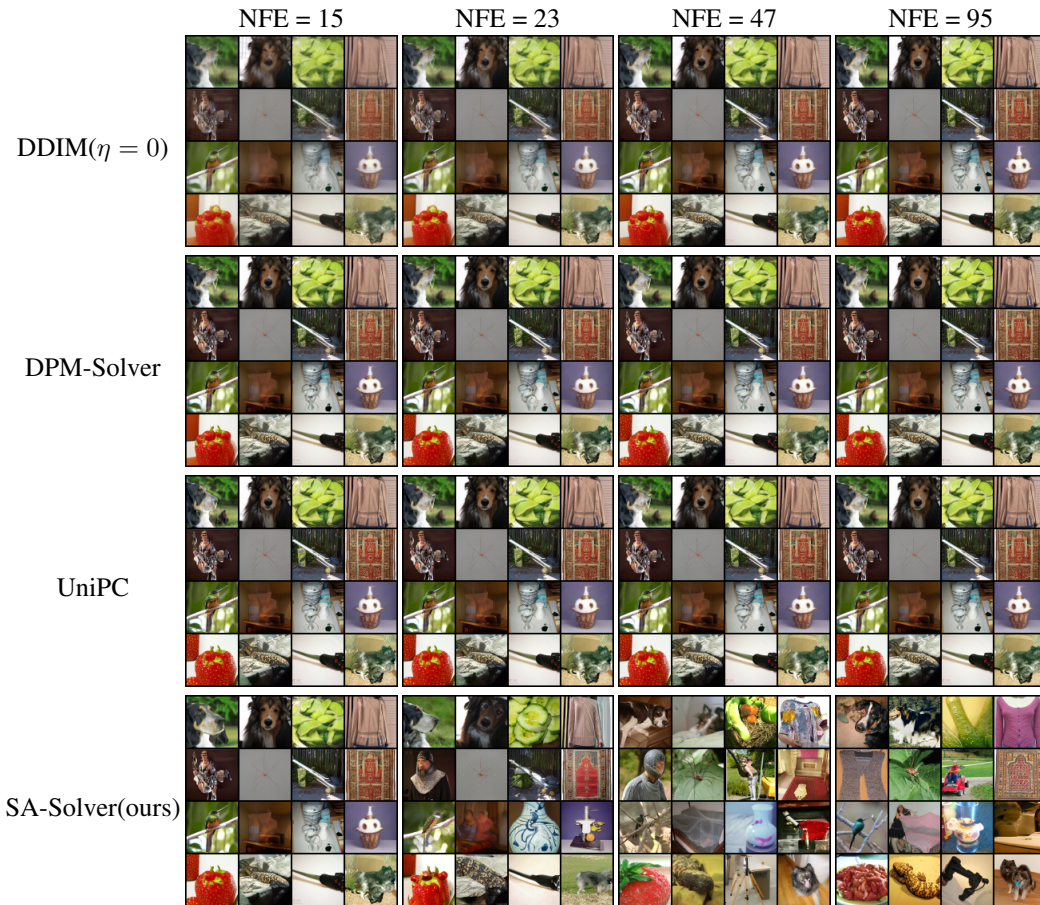 NFE = 15 NFE = 23 NFE = 47 NFE = 95
DDIM(η = 0)
DPM-Solver
UniPC
SA-Solver(ours)